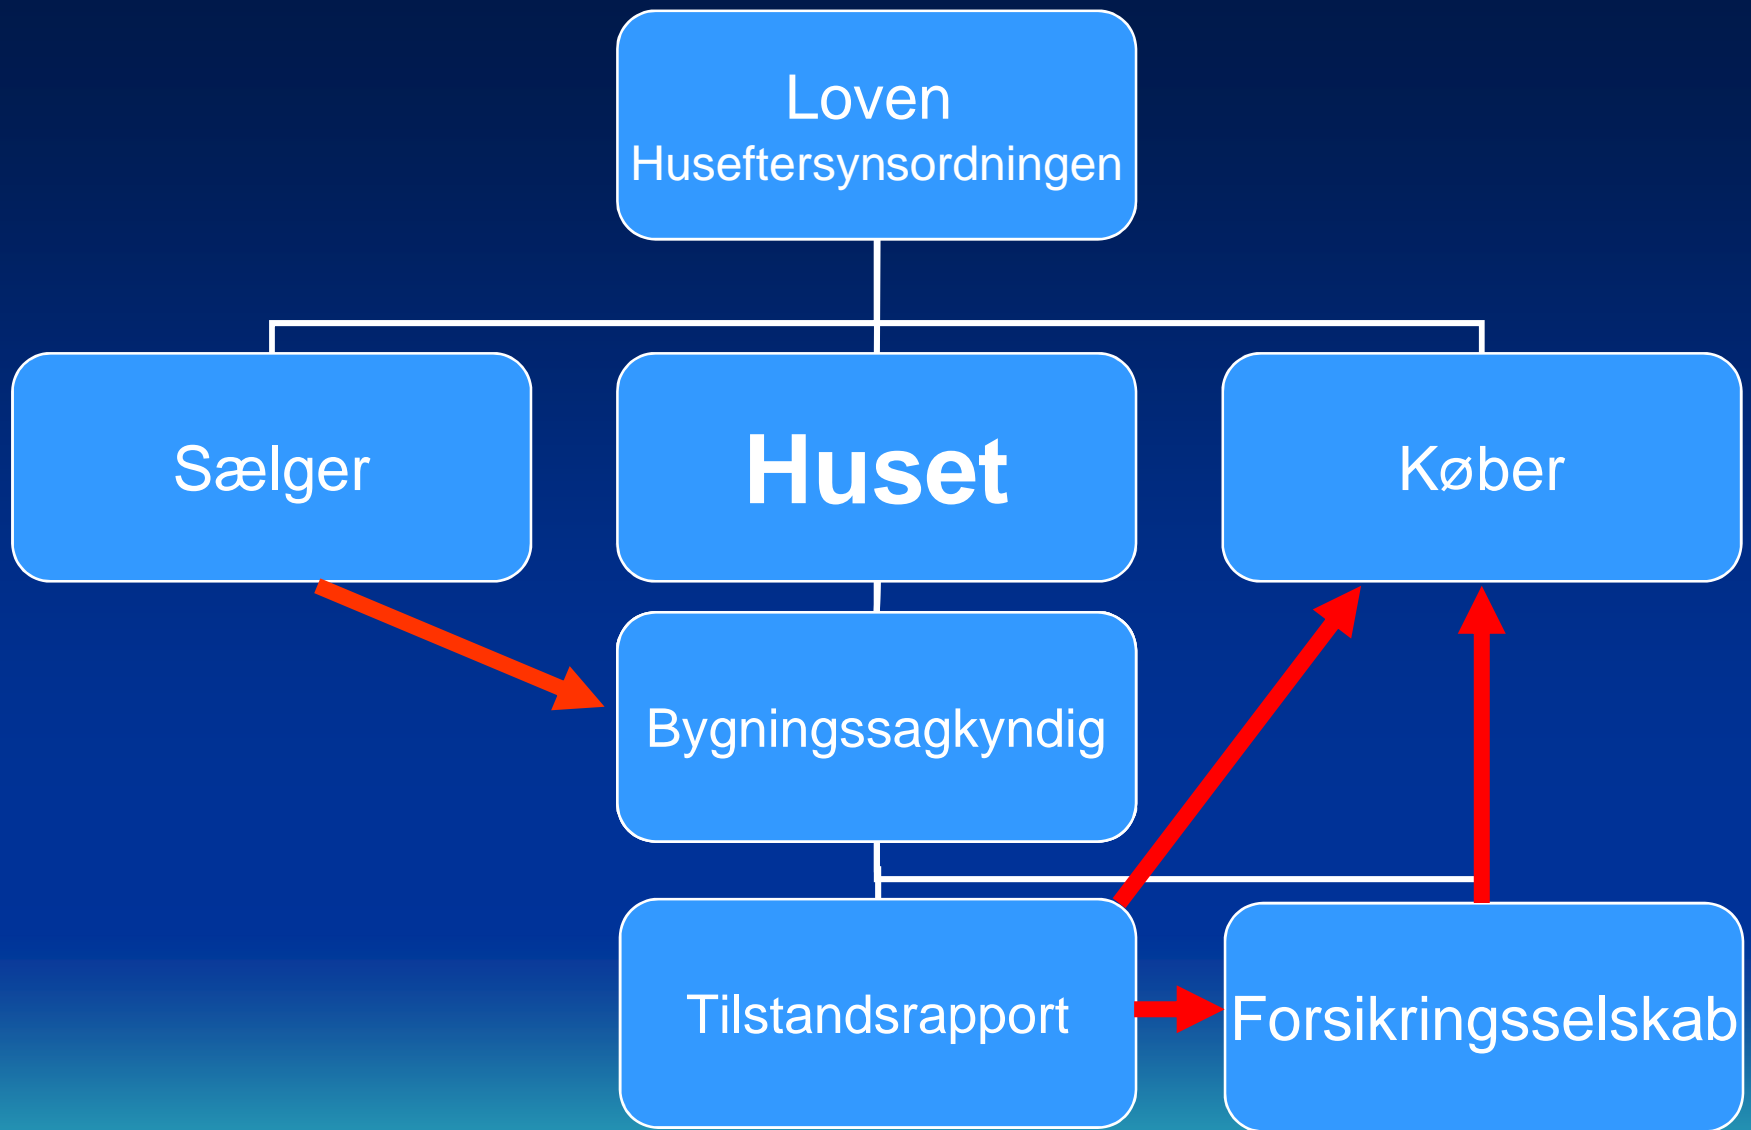 Loven
Huseftersynsordningen
Sælger
Huset
Køber
Bygningssagkyndig
Tilstandsrapport
Forsikringsselskab